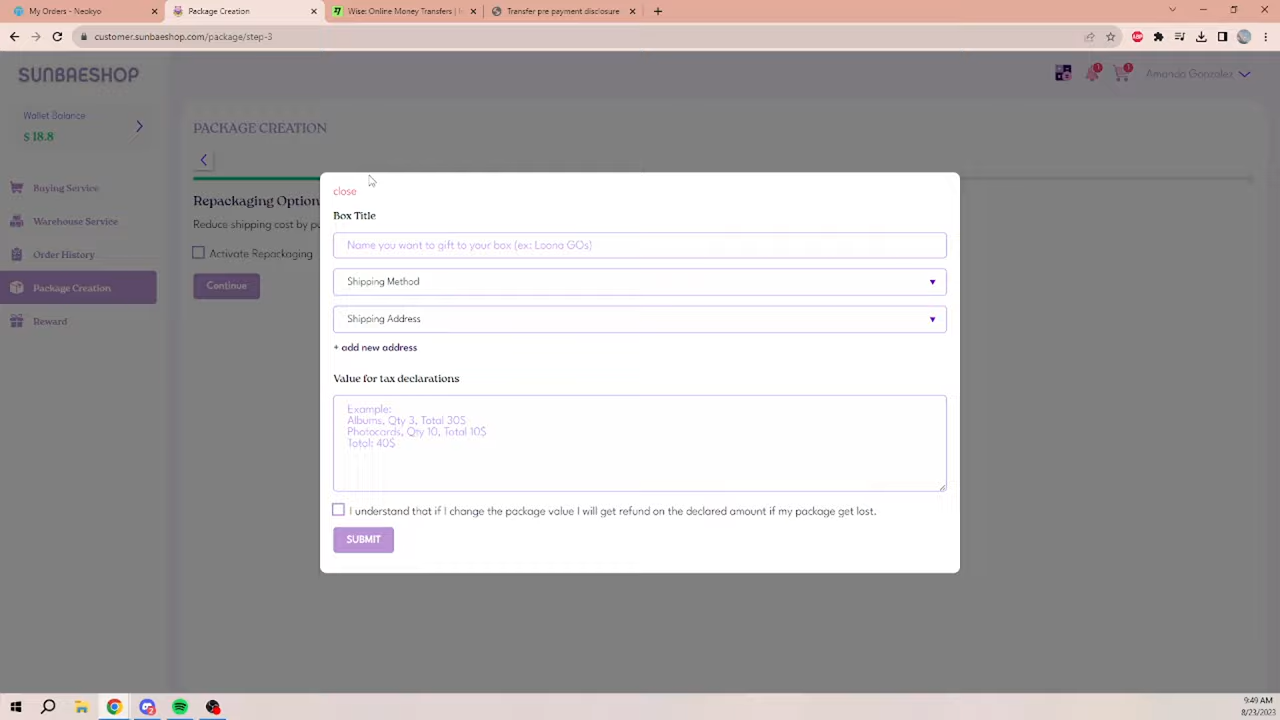 My Orders - Neokyo
Package Creation
Wise: Online Money Transfers |
Transfer pre payment disclosure
customer.sunbaeshop.com/package/step-3
SUNBAESHOP
1
1
Amanda Gonzalez
Wallet Balance
$ 18.8
Buying Service
Warehouse Service
Order History
Package Creation
Reward
PACKAGE CREATION
Repackaging Option
Reduce shipping cost by pu
Activate Repackaging
Continue
close
Box Title
Name you want to gift to your box (ex: Loona GOs)
Shipping Method
Shipping Address
+ add new address
Value for tax declarations
Example:
Albums, Qty 3, Total 30$
Photocards, Qty 10, Total 10$
Total: 40$
I understand that if I change the package value I will get refund on the declared amount if my package get lost.
SUBMIT
9:49 AM
8/23/2023